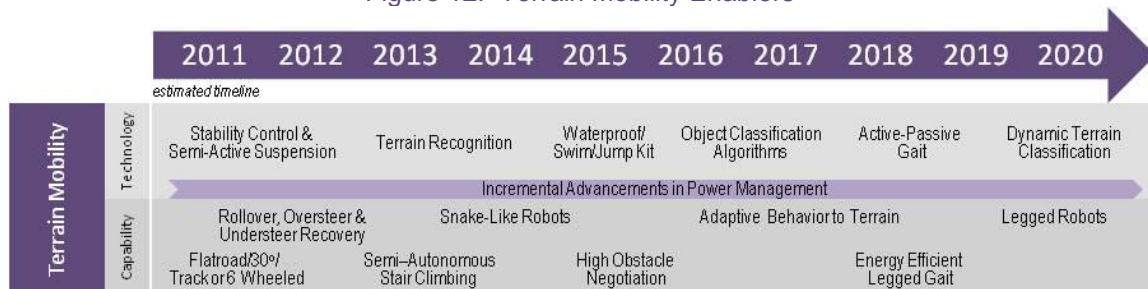 Figure 12: Terrain Mobility Enablers
2011 2012 2013 2014 2015 2016 2017 2018 2019 2020
estimated timeline
Terrain Mobility
Technology
Stability Control &
Semi-Active Suspension
Terrain Recognition
Waterproof/
Swim/Jump Kit
Object Classification
Algorithms
Active-Passive
Gait
Dynamic Terrain
Classification
Incremental Advancements in Power Management
Capability
Rollover, Oversteer &
Understeer Recovery
Snake-Like Robots
Adaptive Behavior to Terrain
Legged Robots
Flatroad/30º/
Track or 6 Wheeled
Semi–Autonomous
Stair Climbing
High Obstacle
Negotiation
Energy Efficient
Legged Gait